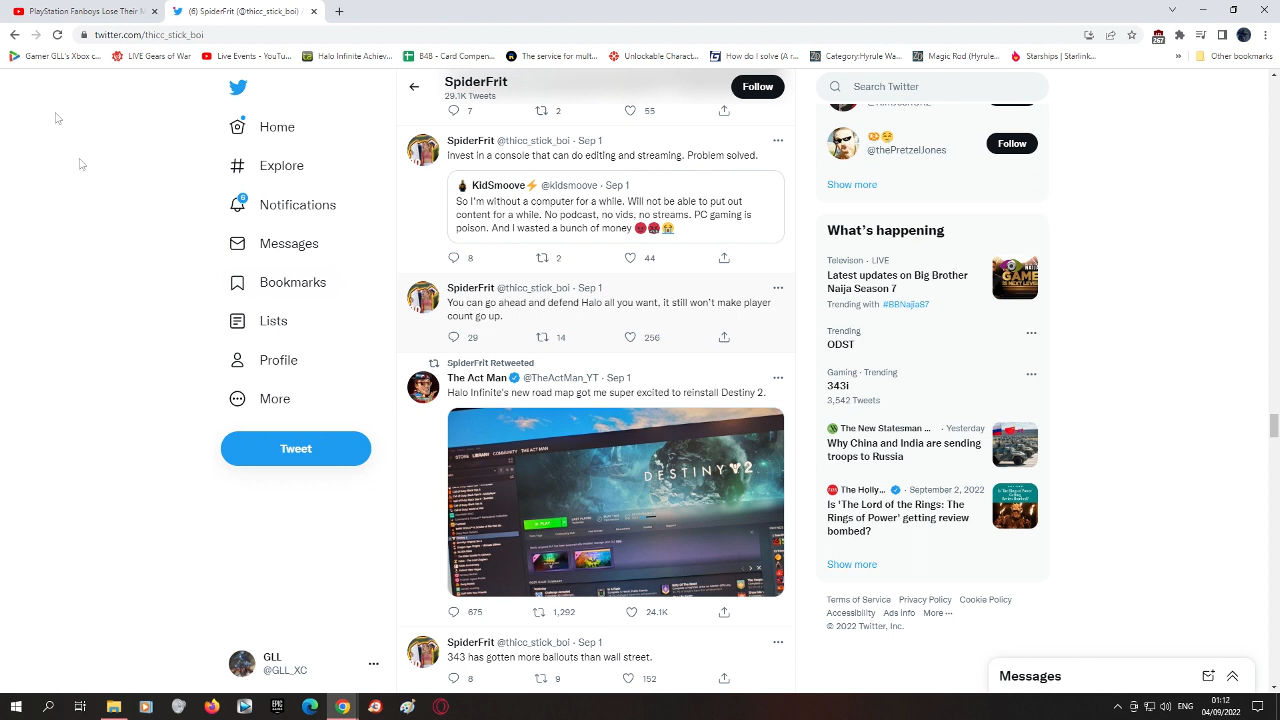 PlayStation Fanboys Lose Their M
(5) SpiderFrit (@thicc_stick_boi) /
twitter.com/thicc_stick_boi
267
Gamer GLL's Xbox c...
LIVE Gears of War
Live Events - YouTu...
Halo Infinite Achiev...
B4B - Card Compen...
The service for mult...
Unlockable Charact...
How do I solve (A r...
Category:Hyrule Wa...
Magic Rod (Hyrule...
Starships | Starlink...
»
Other bookmarks
SpiderFrit
29.1K Tweets
Follow
Search Twitter
7 2 55
Home
Explore
Notifications
Messages
Bookmarks
Lists
Profile
More
Tweet
SpiderFrit @thicc_stick_boi · Sep 1
Invest in a console that can do editing and streaming. Problem solved.
KidSmoove⚡ @kldsmoove · Sep 1
So I'm without a computer for a while. Will not be able to put out
content for a while. No podcast, no vids, no streams. PC gaming is
poison. And I wasted a bunch of money
8 2 44
SpiderFrit @thicc_stick_boi · Sep 1
You can go ahead and defend Halo all you want, it still won't make player
count go up.
29 14 256
SpiderFrit Retweeted
The Act Man @TheActMan_YT · Sep 1
Halo Infinite's new road map got me super excited to reinstall Destiny 2.
STORE LIBRARY COMMUNITY THE ACT MAN
DESTINY 2
PLAY
675 1,292 24.1K
SpiderFrit @thicc_stick_boi · Sep 1
343 has gotten more bailouts than wall street.
8 9 152
@thePretzelJones
Follow
Show more
What's happening
Televison · LIVE
Latest updates on Big Brother
Naija Season 7
Trending with #BBNajiaS7
Trending
ODST
Gaming · Trending
343i
3,542 Tweets
The New Statesman ... · Yesterday
Why China and India are sending
troops to Russia
The Holly... · September 2, 2022
Is 'The Lord of the Rings: The
Rings of Power' getting review
bombed?
Show more
Terms of Service Privacy Policy Cookie Policy
Accessibility Ads info More ···
© 2022 Twitter, Inc.
GLL
@GLL_XC
Messages
ENG
01:12
04/09/2022